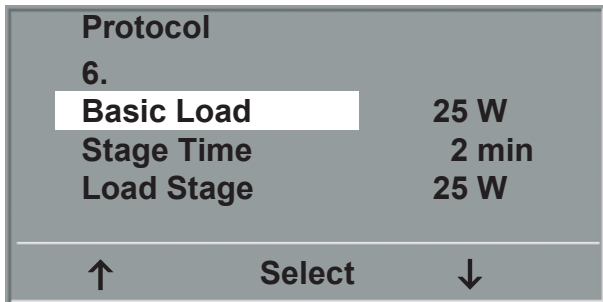 Protocol
6.
Basic Load 25 W
Stage Time 2 min
Load Stage 25 W
↑ Select ↓